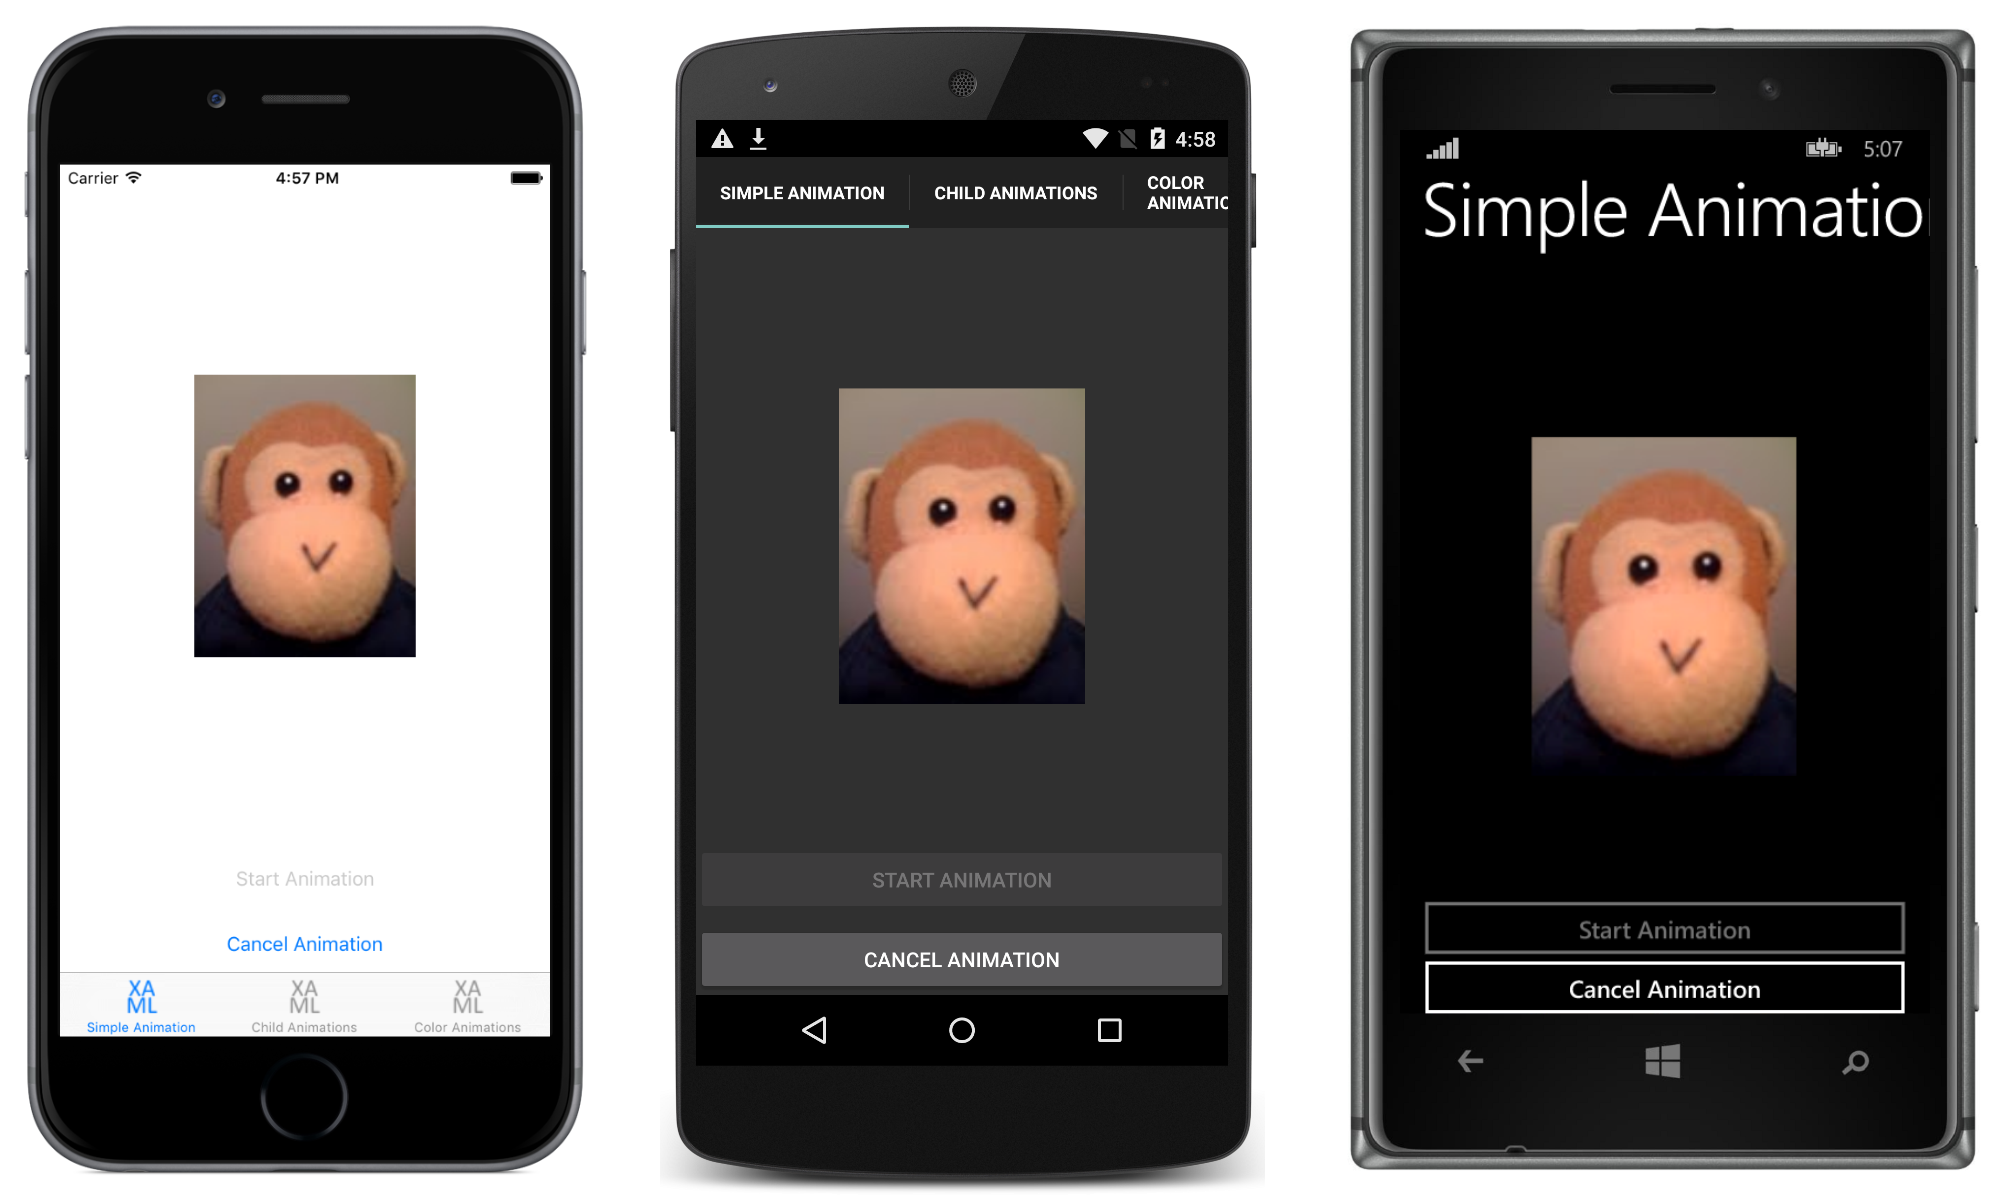 Carrier
4:57 PM
Start Animation
Cancel Animation
XA
ML
XA
ML
XA
ML
Simple Animation
Child Animations
Color Animations
4:58
SIMPLE ANIMATION
CHILD ANIMATIONS
COLOR
ANIMATIC
START ANIMATION
CANCEL ANIMATION
5:07
Simple Animation
Start Animation
Cancel Animation